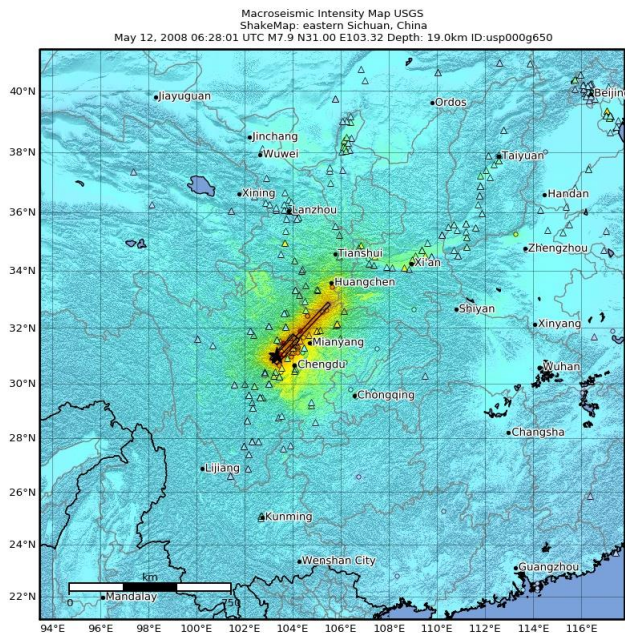 Macroseismic Intensity Map USGS
ShakeMap: eastern Sichuan, China
May 12, 2008 06:28:01 UTC M7.9 N31.00 E103.32 Depth: 19.0km ID:usp000g650
40°N
Jiayuguan
Ordos
Beijing
Jinchang
38°N
Wuwei
Taiyuan
Xining
Handan
36°N
Lanzhou
Tianshui
Xi'an
Zhengzhou
34°N
Huangchen
Shiyan
32°N
Mianyang
Xinyang
Chengdu
Wuhan
30°N
Chongqing
Changsha
28°N
Lijiang
26°N
Kunming
24°N
Wenshan City
Guangzhou
km
0 750
22°N
Mandalay
94°E 96°E 98°E 100°E 102°E 104°E 106°E 108°E 110°E 112°E 114°E 116°E